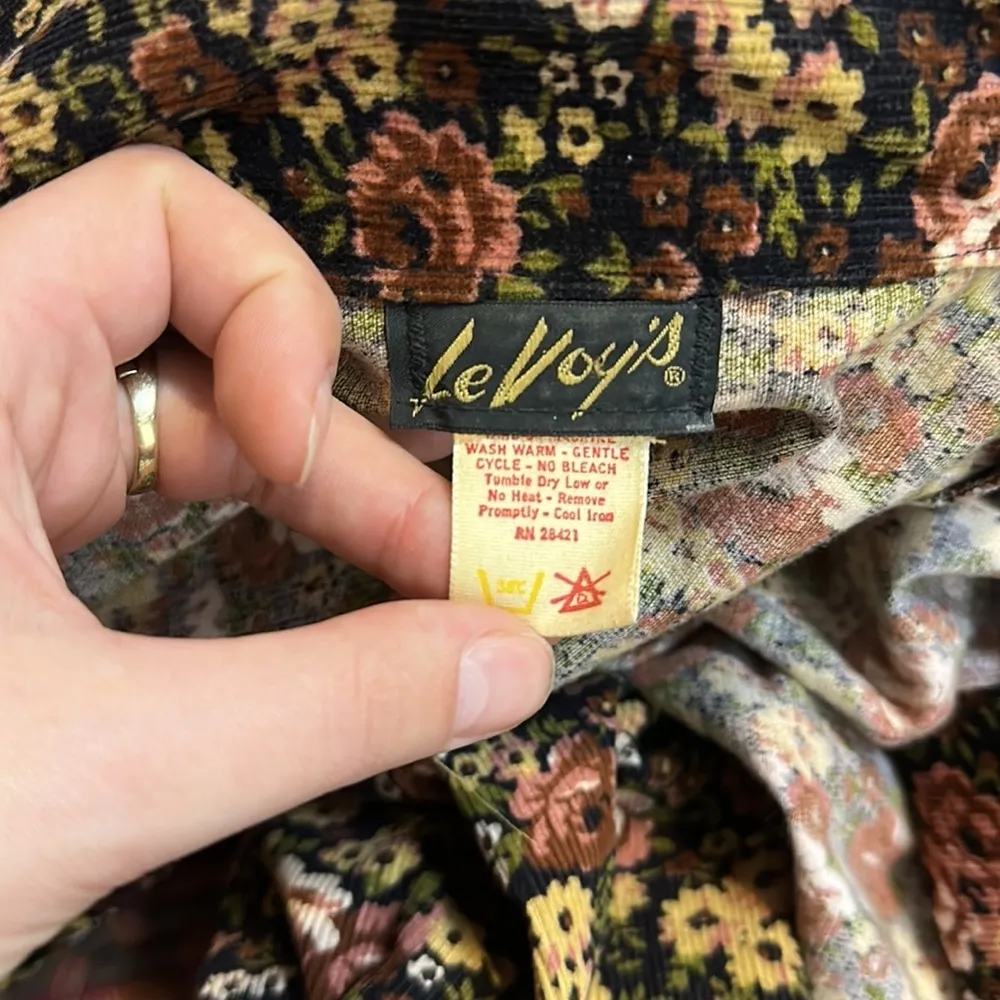 LeVoy's ®
WASH WARM - GENTLE
CYCLE - NO BLEACH
Tumble Dry Low or
No Heat - Remove
Promptly - Cool Iron
RN 28421